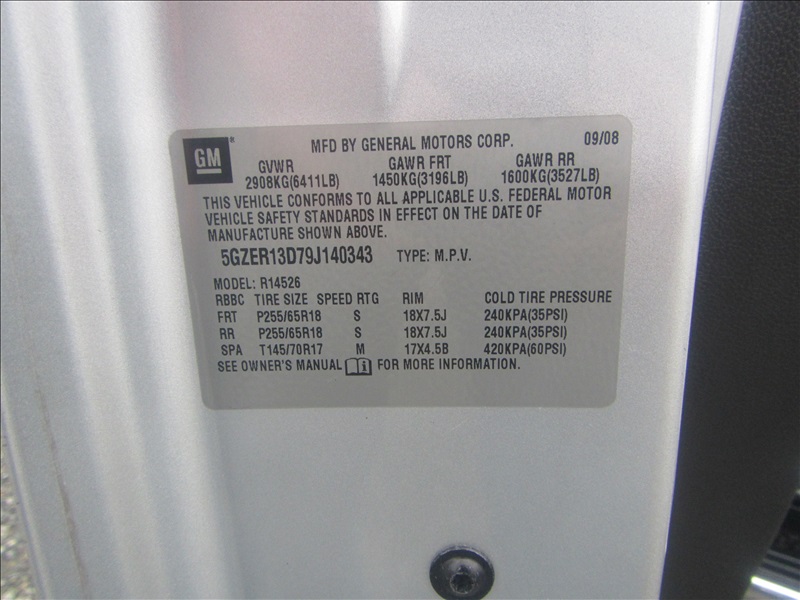 GM MFD BY GENERAL MOTORS CORP. 09/08
GVWR GAWR FRT GAWR RR
2908KG(6411LB) 1450KG(3196LB) 1600KG(3527LB)
THIS VEHICLE CONFORMS TO ALL APPLICABLE U.S. FEDERAL MOTOR
VEHICLE SAFETY STANDARDS IN EFFECT ON THE DATE OF
MANUFACTURE SHOWN ABOVE.
5GZER13D79J140343 TYPE: M.P.V.
MODEL: R14526
RBBC TIRE SIZE SPEED RTG RIM COLD TIRE PRESSURE
FRT P255/65R18 S 18X7.5J 240KPA(35PSI)
RR P255/65R18 S 18X7.5J 240KPA(35PSI)
SPA T145/70R17 M 17X4.5B 420KPA(60PSI)
SEE OWNER'S MANUAL i FOR MORE INFORMATION.